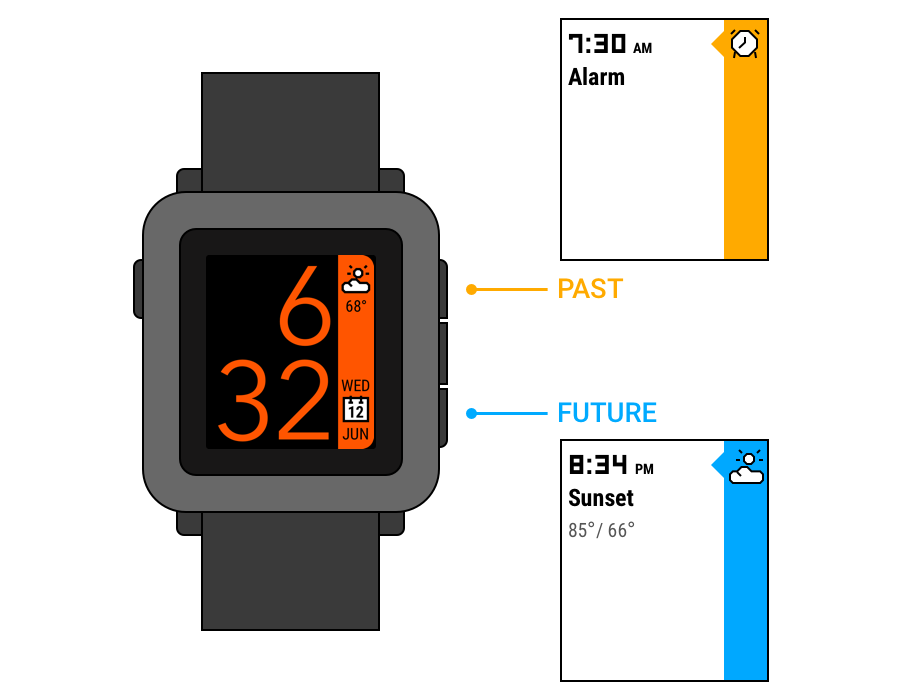 6
32
68°
WED
12
JUN
7:30 AM
Alarm
PAST
FUTURE
8:34 PM
Sunset
85°/ 66°